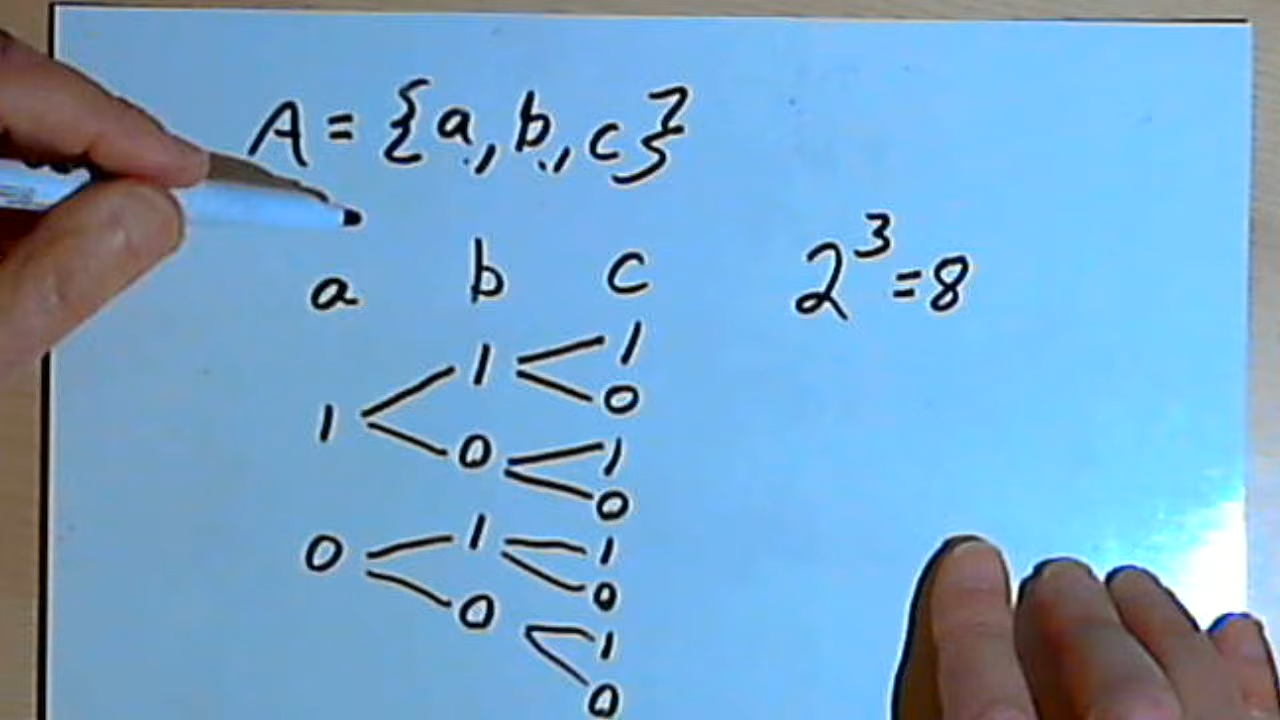 A = {a, b, c}
a b c
2³=8
1
0
1 0 1 0
1 0 1 0 1 0 1 0